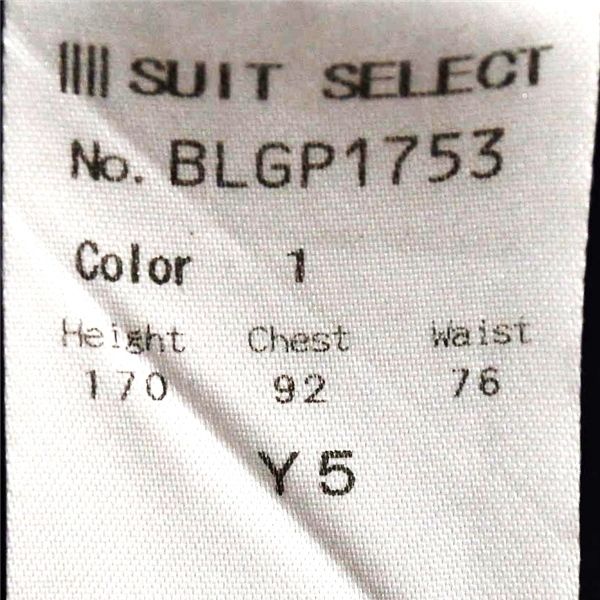 SUIT SELECT
No. BLGP1753
Color 1
Height Chest Waist
170 92 76
Y5